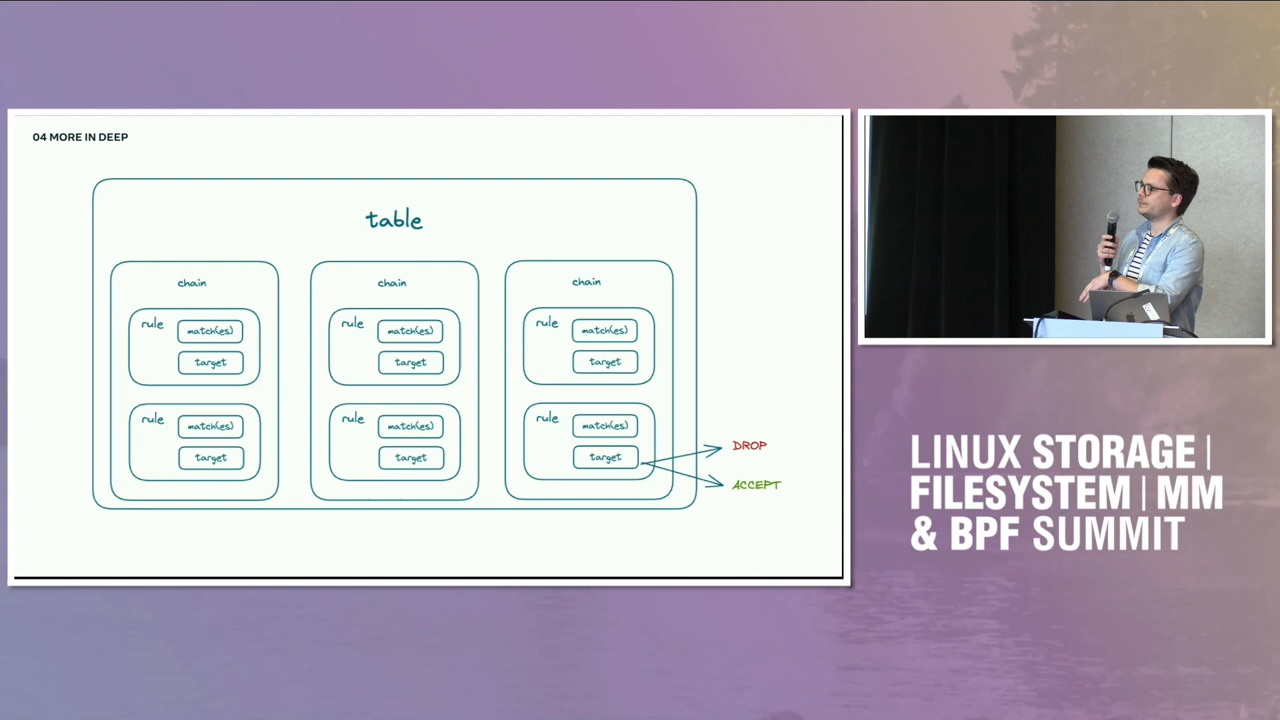 04 MORE IN DEEP
table
chain
chain
chain
rule
match(es)
target
rule
match(es)
target
rule
match(es)
target
rule
match(es)
target
rule
match(es)
target
rule
match(es)
target
DROP
ACCEPT
LINUX STORAGE |
FILESYSTEM | MM
& BPF SUMMIT